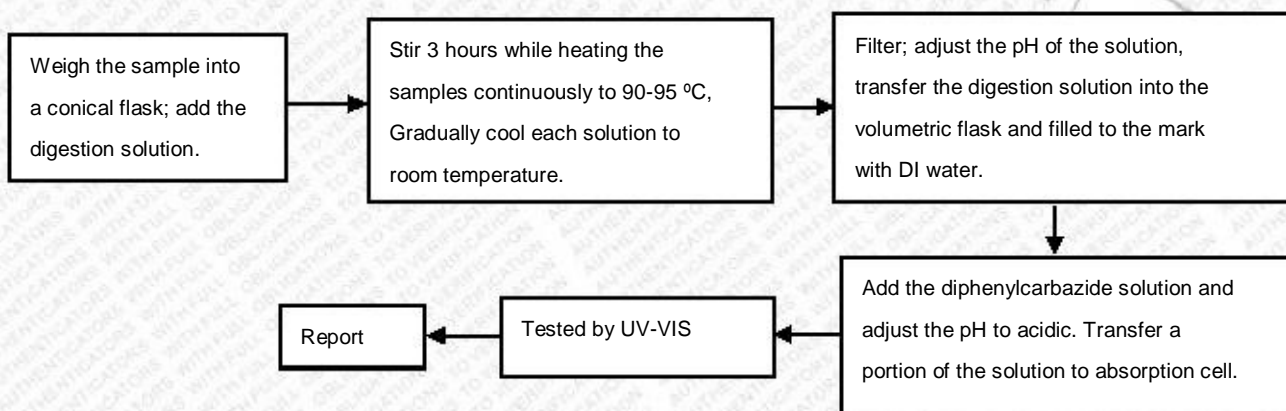 Weigh the sample into
a conical flask; add the
digestion solution.
Stir 3 hours while heating the
samples continuously to 90-95 ºC,
Gradually cool each solution to
room temperature.
Filter; adjust the pH of the solution,
transfer the digestion solution into the
volumetric flask and filled to the mark
with DI water.
Add the diphenylcarbazide solution and
adjust the pH to acidic. Transfer a
portion of the solution to absorption cell.
Tested by UV-VIS
Report